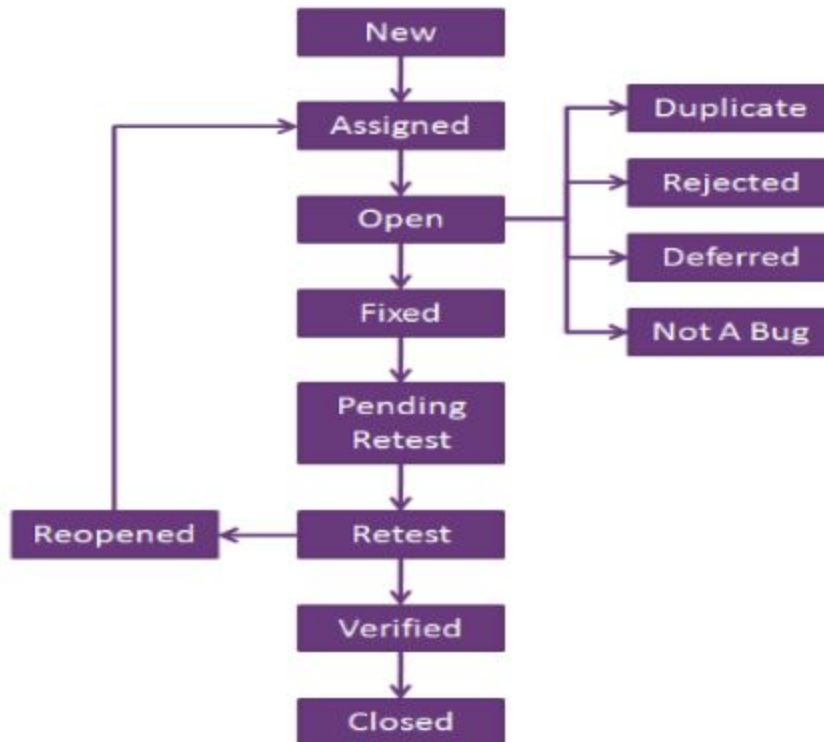 New
Assigned
Duplicate
Rejected
Open
Deferred
Fixed
Not A Bug
Pending
Retest
Reopened
Retest
Verified
Closed